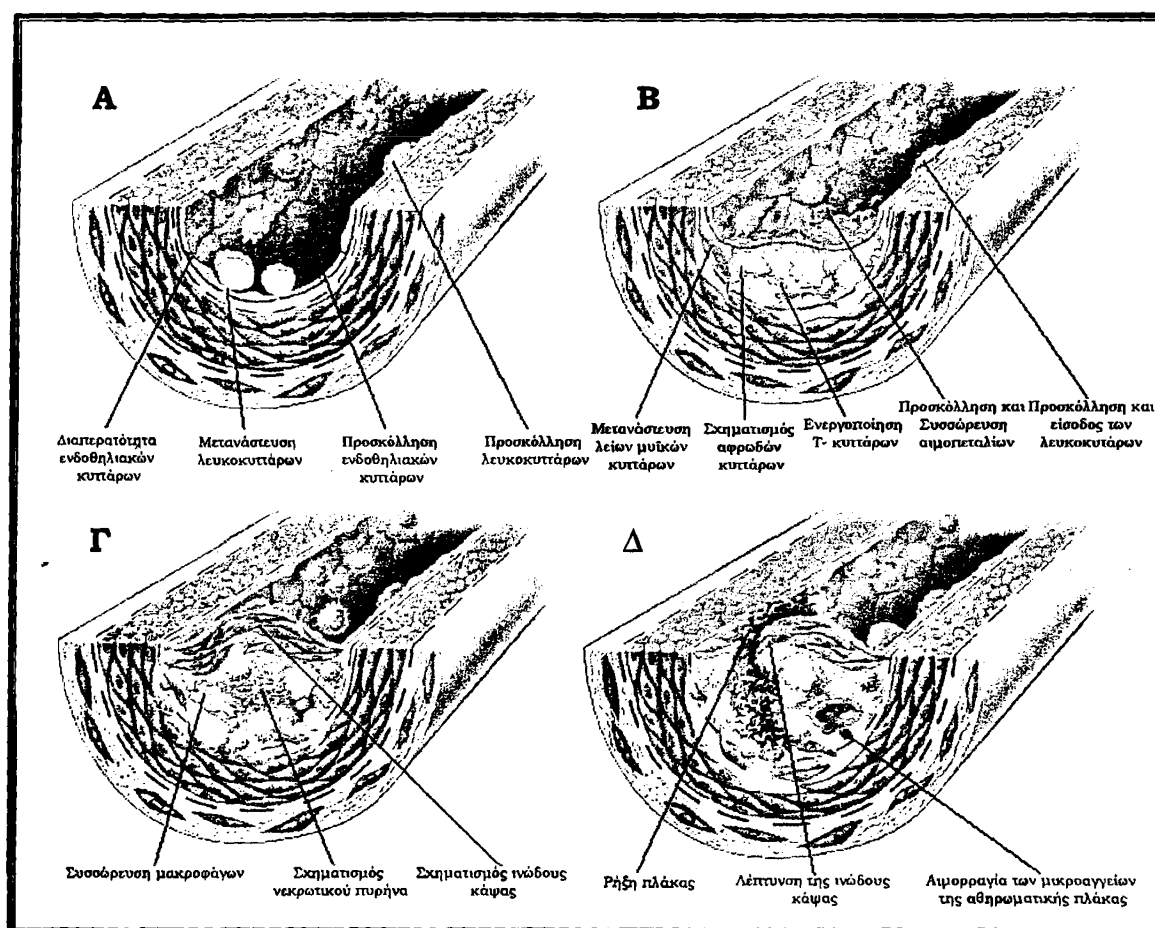 Α
Β
Διαπερατότητα
ενδοθηλιακών
κυττάρων
Μετανάστευση
λευκοκυττάρων
Προσκόλληση
ενδοθηλιακών
κυττάρων
Προσκόλληση
λευκοκυττάρων
Μετανάστευση
λείων μυϊκών
κυττάρων
Σχηματισμός
αφρωδών
κυττάρων
Ενεργοποίηση
Τ- κυττάρων
Προσκόλληση και
Συσσώρευση
αιμοπεταλίων
Προσκόλληση και
είσοδος των
λευκοκυτάρων
Γ
Δ
Συσσώρευση μακροφάγων
Σχηματισμός
νεκρωτικού πυρήνα
Σχηματισμός ινώδους
κάψας
Ρήξη πλάκας
Λέπτυνση της ινώδους
κάψας
Αιμορραγία των μικροαγγείων
της αθηρωματικής πλάκας